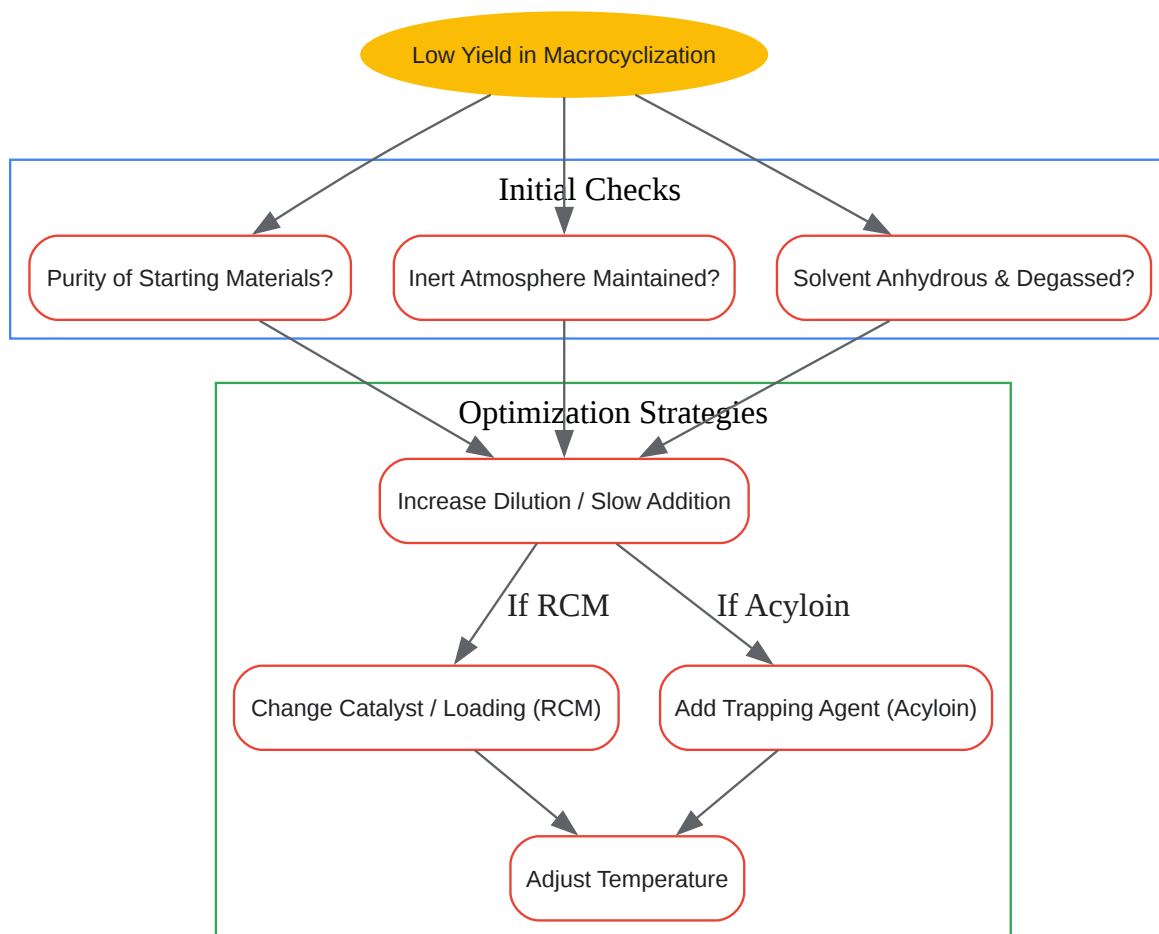 Low Yield in Macrocyclization
Initial Checks
Purity of Starting Materials?
Inert Atmosphere Maintained?
Solvent Anhydrous & Degassed?
Optimization Strategies
Increase Dilution / Slow Addition
If RCM
If Acyloin
Change Catalyst / Loading (RCM)
Add Trapping Agent (Acyloin)
Adjust Temperature